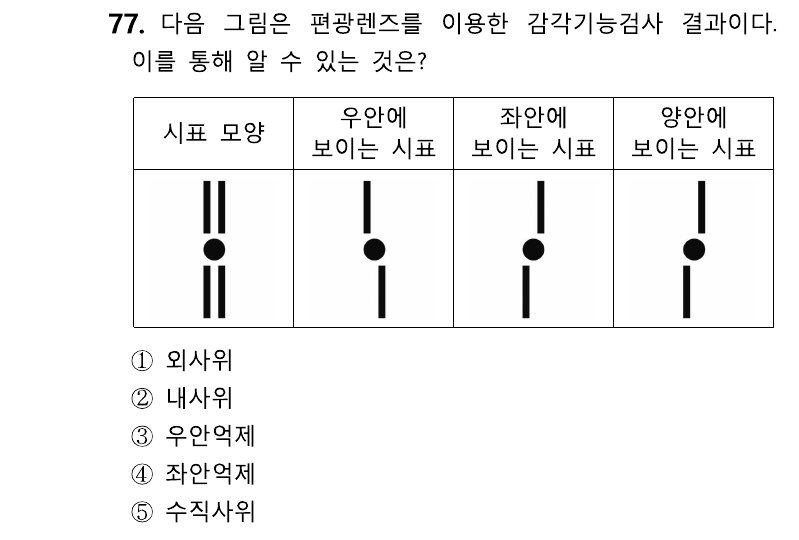 77. 다음 그림은 편광렌즈를 이용한 감각기능검사 결과이다.
이를 통해 알 수 있는 것은?
시표 모양
우안에
보이는 시표
좌안에
보이는 시표
양안에
보이는 시표
① 외사위
② 내사위
③ 우안억제
④ 좌안억제
⑤ 수직사위